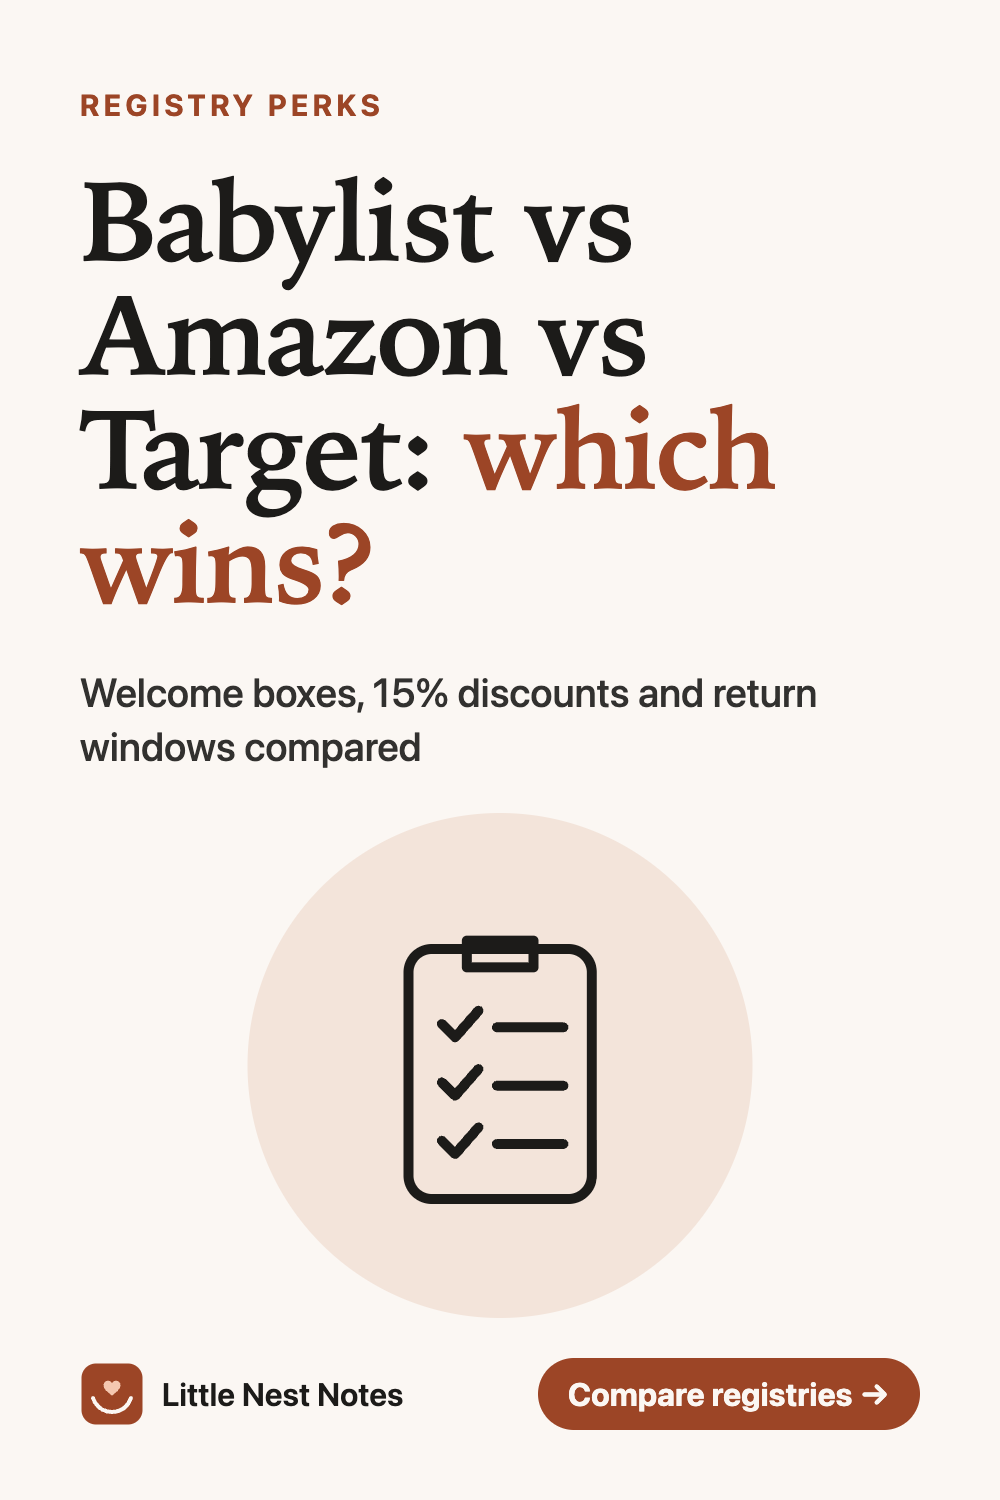 REGISTRY PERKS
Babylist vs
Amazon vs
Target: which
wins?
Welcome boxes, 15% discounts and return
windows compared
Little Nest Notes
Compare registries →